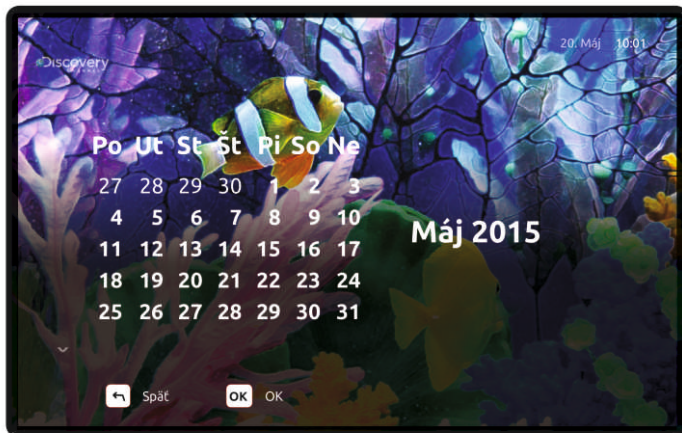 20. Máj 10:01
Discovery
CHANNEL
Po Ut St Št Pi So Ne
27 28 29 30 1 2 3
4 5 6 7 8 9 10
11 12 13 14 15 16 17
Máj 2015
18 19 20 21 22 23 24
25 26 27 28 29 30 31
Späť
OK OK